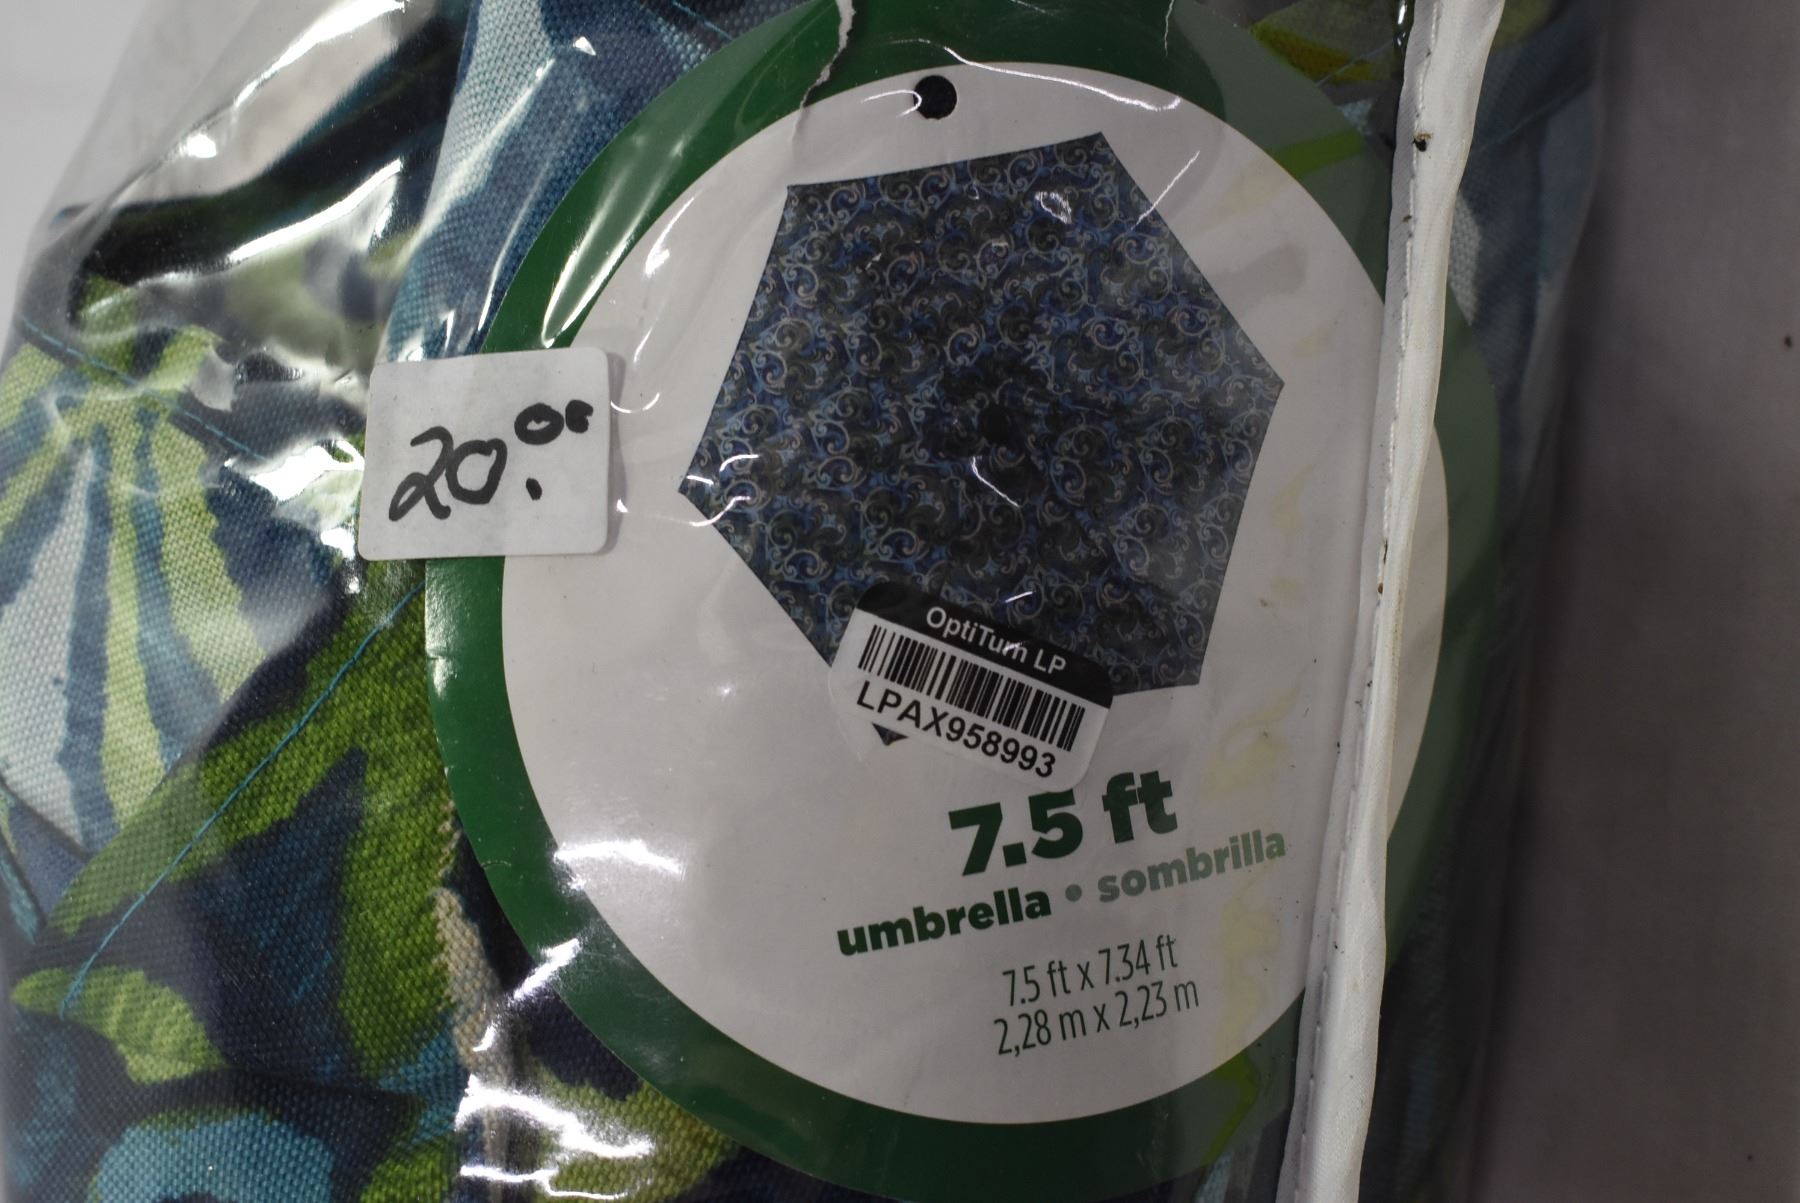 20.00
OptiTurn LP
LPAX958993
7.5 ft
umbrella • sombrilla
7.5 ft x 7.34 ft
2,28 m x 2,23 m